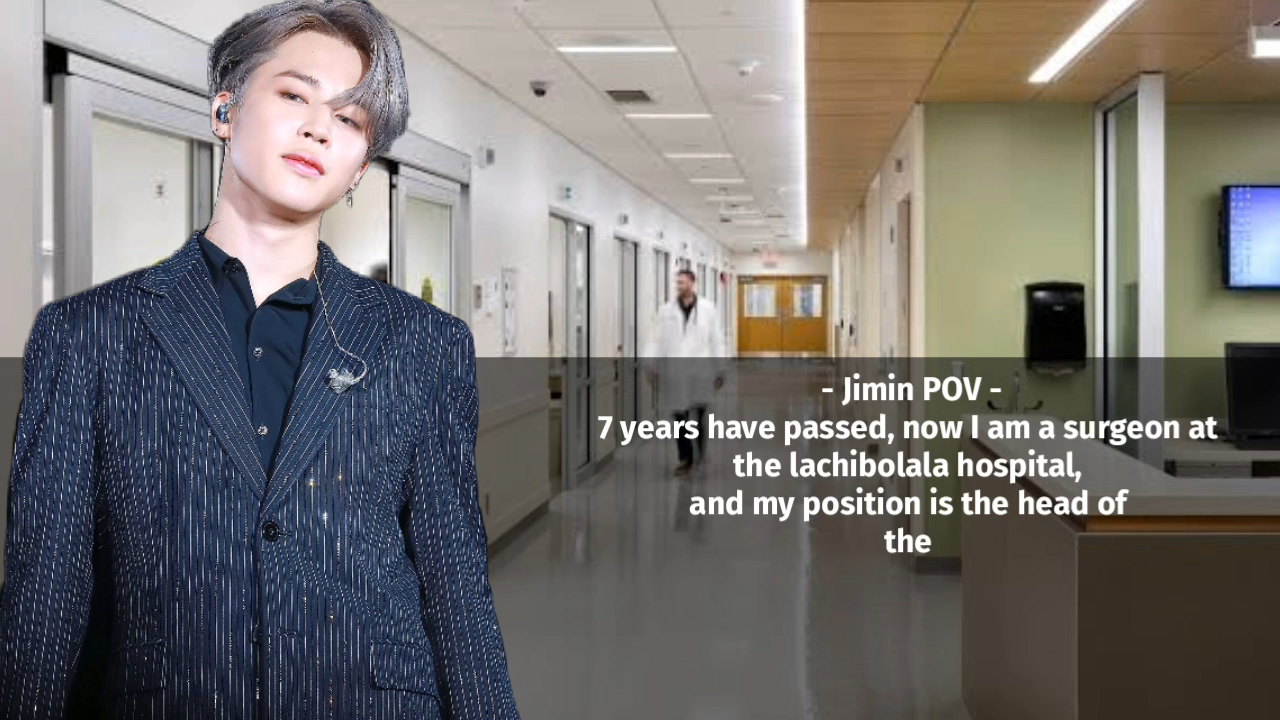 - Jimin POV -
7 years have passed, now I am a surgeon at
the lachibolala hospital,
and my position is the head of
the